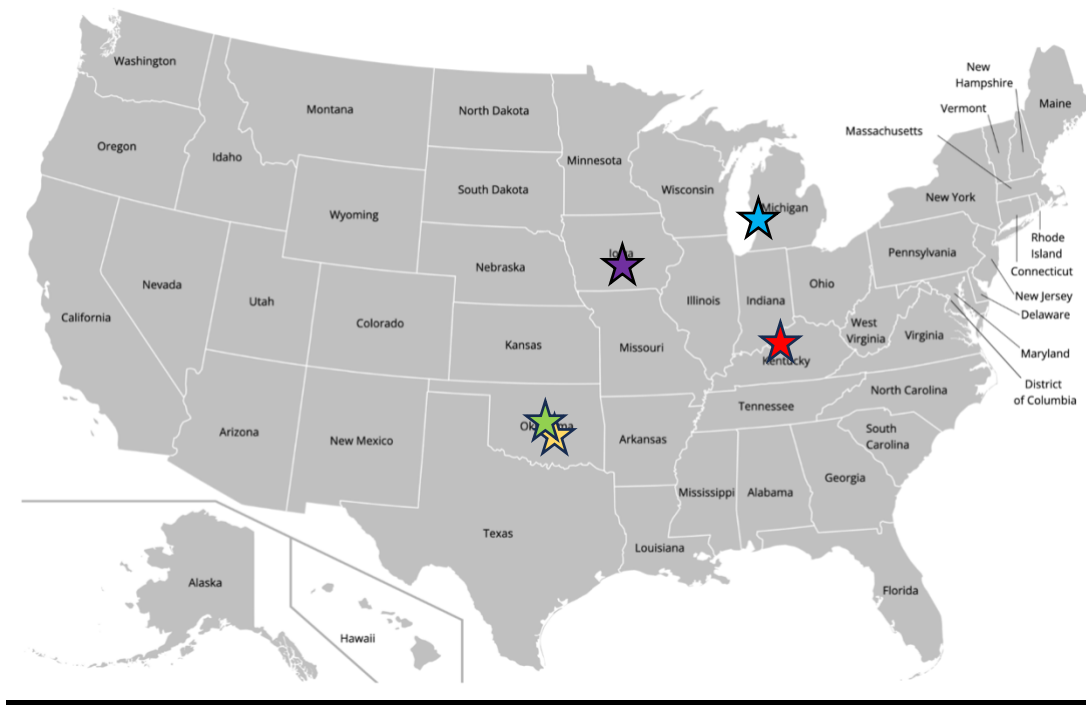 Washington
Montana
North Dakota
Minnesota
Oregon
Idaho
South Dakota
Wyoming
Wisconsin
Michigan
New
Hampshire
Vermont
Maine
Massachusetts
New York
Rhode
Island
Connecticut
Pennsylvania
New Jersey
Delaware
Maryland
District
of Columbia
Nebraska
Iowa
Nevada
Utah
Colorado
California
Kansas
Missouri
Illinois
Indiana
Ohio
West
Virginia
Virginia
Kentucky
Tennessee
North Carolina
South
Carolina
Arizona
New Mexico
Oklahoma
Arkansas
Mississippi
Alabama
Georgia
Texas
Louisiana
Florida
Alaska
Hawaii